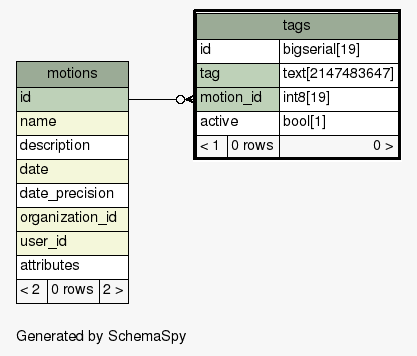 tags
id bigserial[19]
tag text[2147483647]
motion_id int8[19]
active bool[1]
< 1 0 rows 0 >
motions
id
name
description
date
date_precision
organization_id
user_id
attributes
< 2 0 rows 2 >
Generated by SchemaSpy